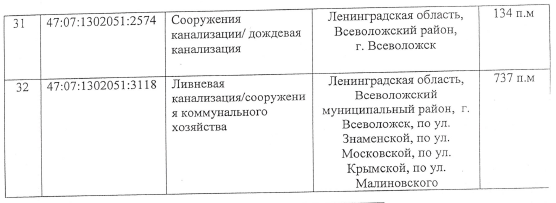 31
47:07:1302051:2574
Сооружения
канализации/ дождевая
канализация
Ленинградская область,
Всеволожский район,
г. Всеволожск
134 п.м
32
47:07:1302051:3118
Ливневая
канализация/сооружени
я коммунального
хозяйства
Ленинградская область,
Всеволожский
муниципальный район, г.
Всеволожск, по ул.
Знаменской, по ул.
Московской, по ул.
Крымской, по ул.
Малиновского
737 п.м